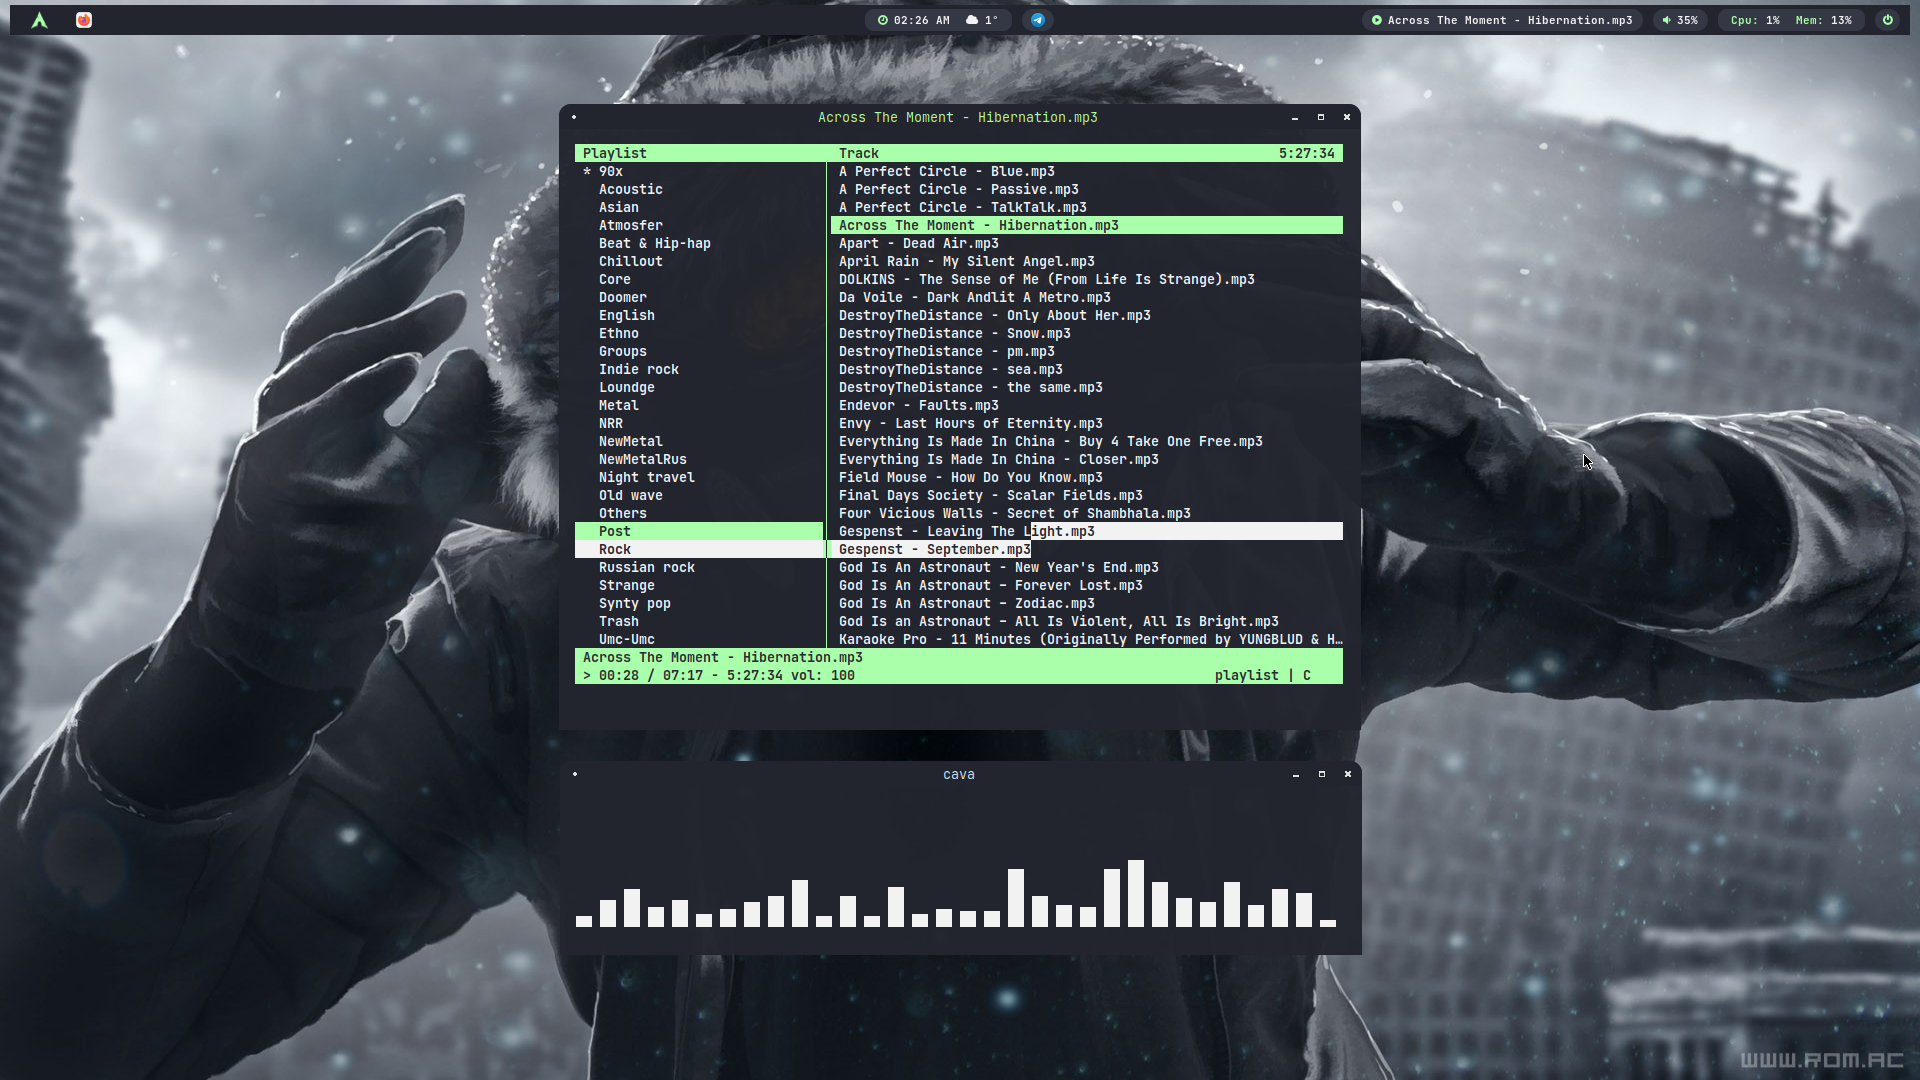 02:26 AM 1°
Across The Moment - Hibernation.mp3 35% Cpu: 1% Mem: 13%
Across The Moment - Hibernation.mp3
Playlist Track 5:27:34
* 90x A Perfect Circle - Blue.mp3
Acoustic A Perfect Circle - Passive.mp3
Asian A Perfect Circle - TalkTalk.mp3
Atmosfer Across The Moment - Hibernation.mp3
Beat & Hip-hap Apart - Dead Air.mp3
Chillout April Rain - My Silent Angel.mp3
Core DOLKINS - The Sense of Me (From Life Is Strange).mp3
Doomer Da Voile - Dark Andlit A Metro.mp3
English DestroyTheDistance - Only About Her.mp3
Ethno DestroyTheDistance - Snow.mp3
Groups DestroyTheDistance - pm.mp3
Indie rock DestroyTheDistance - sea.mp3
Loundge DestroyTheDistance - the same.mp3
Metal Endevor - Faults.mp3
NRR Envy - Last Hours of Eternity.mp3
NewMetal Everything Is Made In China - Buy 4 Take One Free.mp3
NewMetalRus Everything Is Made In China - Closer.mp3
Night travel Field Mouse - How Do You Know.mp3
Old wave Final Days Society - Scalar Fields.mp3
Others Four Vicious Walls - Secret of Shambhala.mp3
Post Gespenst - Leaving The Light.mp3
Rock Gespenst - September.mp3
Russian rock God Is An Astronaut - New Year's End.mp3
Strange God Is An Astronaut – Forever Lost.mp3
Synty pop God Is An Astronaut – Zodiac.mp3
Trash God Is an Astronaut – All Is Violent, All Is Bright.mp3
Umc-Umc Karaoke Pro - 11 Minutes (Originally Performed by YUNGBLUD & H…
Across The Moment - Hibernation.mp3
> 00:28 / 07:17 - 5:27:34 vol: 100 playlist | C
cava
WWW.ROM.AC